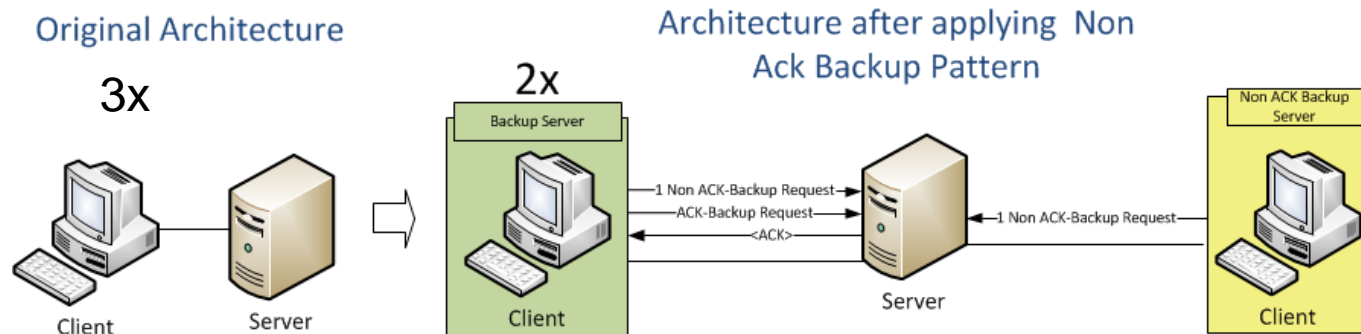 Original Architecture
3x
Client
Server
Architecture after applying  Non
Ack Backup Pattern
2x
Backup Server
1 Non ACK-Backup Request
ACK-Backup Request
<ACK>
Client
Server
1 Non ACK-Backup Request
Non ACK Backup
Server
Client